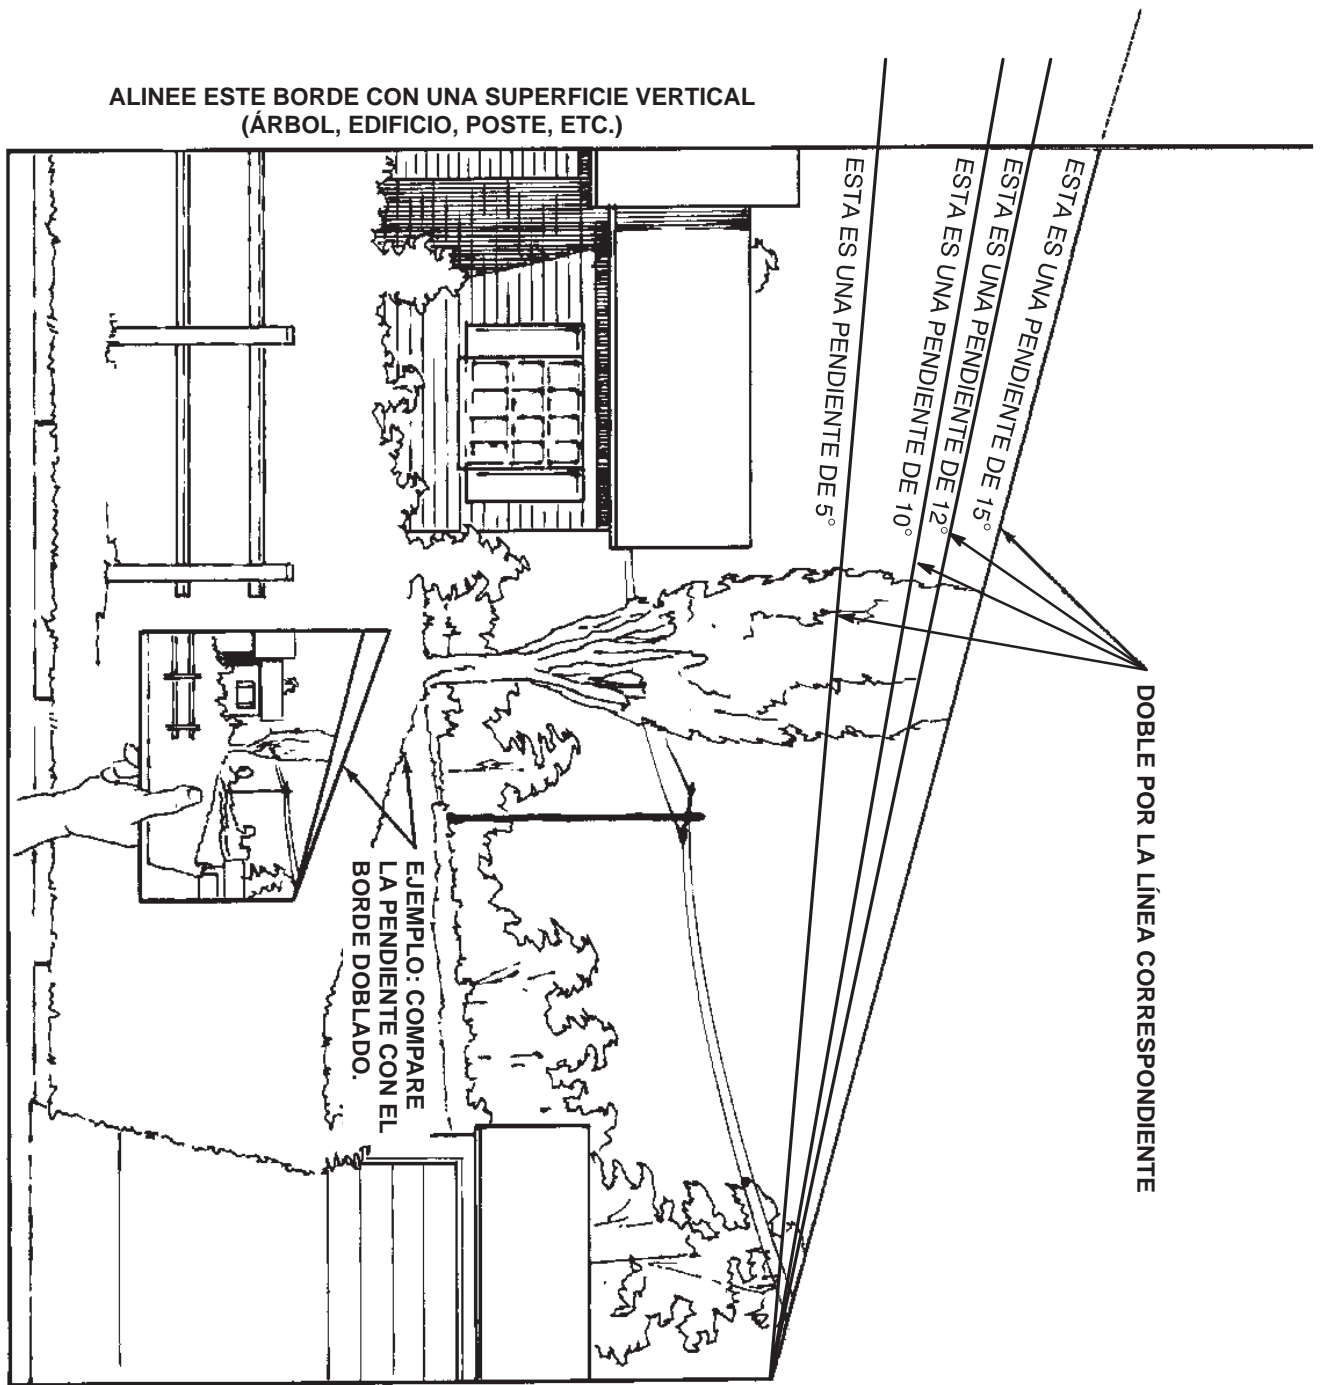 ALINEE ESTE BORDE CON UNA SUPERFICIE VERTICAL
(ÁRBOL, EDIFICIO, POSTE, ETC.)
ESTA ES UNA PENDIENTE DE 15°
ESTA ES UNA PENDIENTE DE 12°
ESTA ES UNA PENDIENTE DE 10°
ESTA ES UNA PENDIENTE DE 5°
DOBLE POR LA LÍNEA CORRESPONDIENTE
EJEMPLO: COMPARE
LA PENDIENTE CON EL
BORDE DOBLADO.